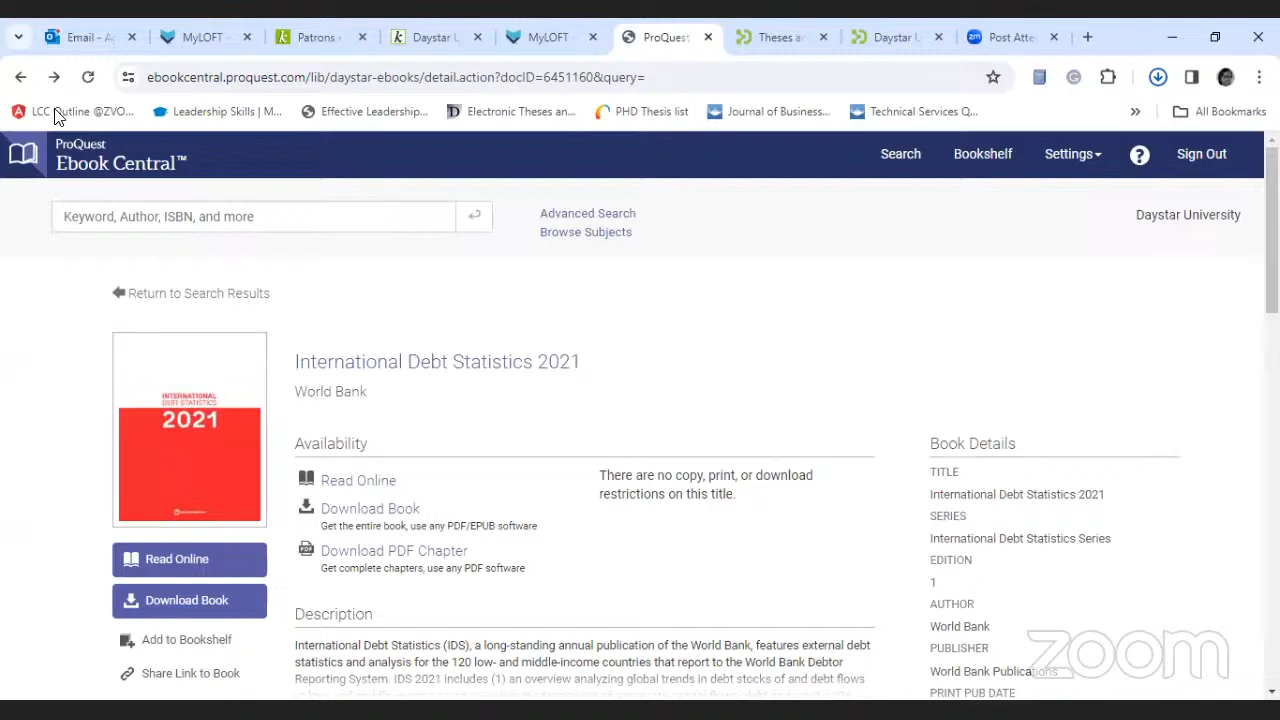 Email - A
MyLOFT -
Patrons -
Daystar U
MyLOFT -
ProQuest
Theses a
Daystar U
zm
Post Atte
ebookcentral.proquest.com/lib/daystar-ebooks/detail.action?docID=6451160&query=
LCC Outline @ZVO...
Leadership Skills | M...
Effective Leadership...
Electronic Theses an...
PHD Thesis list
Journal of Business...
Technical Services Q...
»
All Bookmarks
ProQuest
Ebook Central™
Search
Bookshelf
Settings
?
Sign Out
Keyword, Author, ISBN, and more
Advanced Search
Browse Subjects
Daystar University
Return to Search Results
INTERNATIONAL
DEBT STATISTICS
2021
International Debt Statistics 2021
World Bank
Availability
Read Online
Download Book
Get the entire book, use any PDF/EPUB software
Download PDF Chapter
Get complete chapters, use any PDF software
There are no copy, print, or download
restrictions on this title.
Read Online
Download Book
Add to Bookshelf
Share Link to Book
Description
International Debt Statistics (IDS), a long-standing annual publication of the World Bank, features external debt
statistics and analysis for the 120 low- and middle-income countries that report to the World Bank Debtor
Reporting System. IDS 2021 includes (1) an overview analyzing global trends in debt stocks of and debt flows
Book Details
TITLE
International Debt Statistics 2021
SERIES
International Debt Statistics Series
EDITION
1
AUTHOR
World Bank
PUBLISHER
World Bank Publications
PRINT PUB DATE
zoom